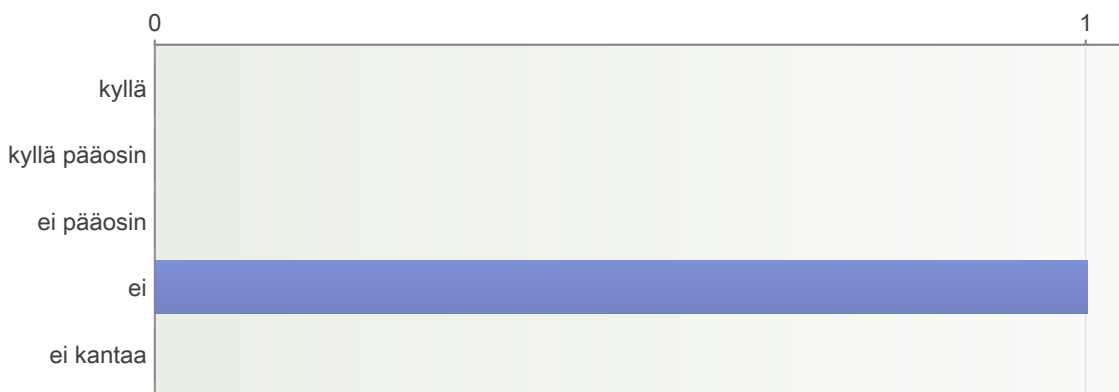 0 1
kyllä
kyllä pääosin
ei pääosin
ei
ei kantaa